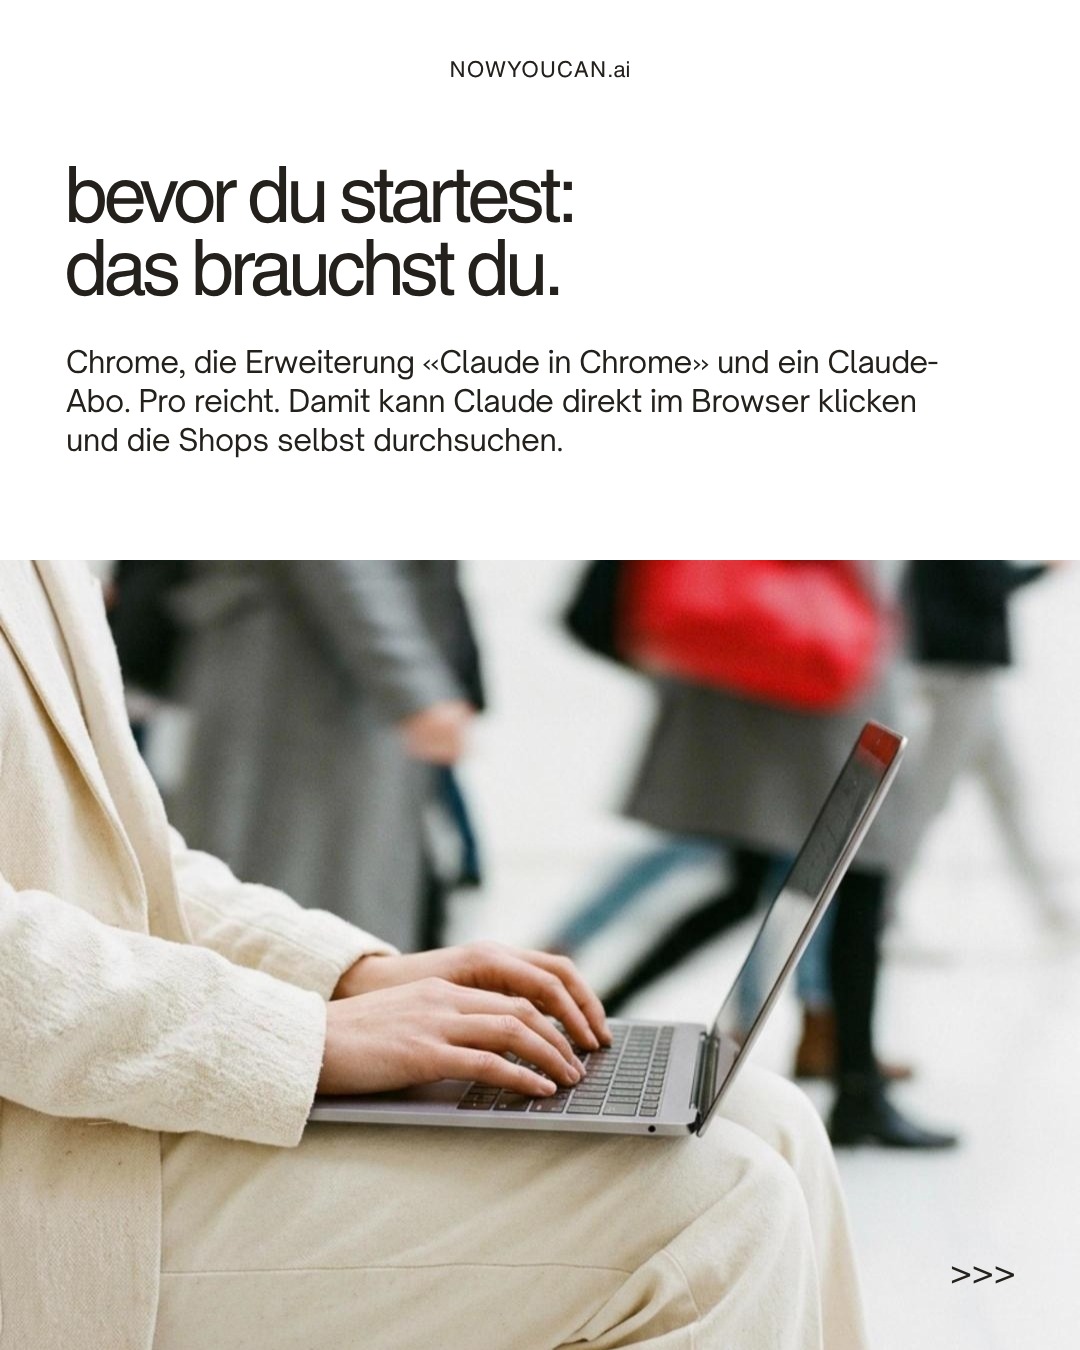 NOWYOUCAN.ai
bevor du startest:
das brauchst du.
Chrome, die Erweiterung «Claude in Chrome» und ein Claude-
Abo. Pro reicht. Damit kann Claude direkt im Browser klicken
und die Shops selbst durchsuchen.
>>>